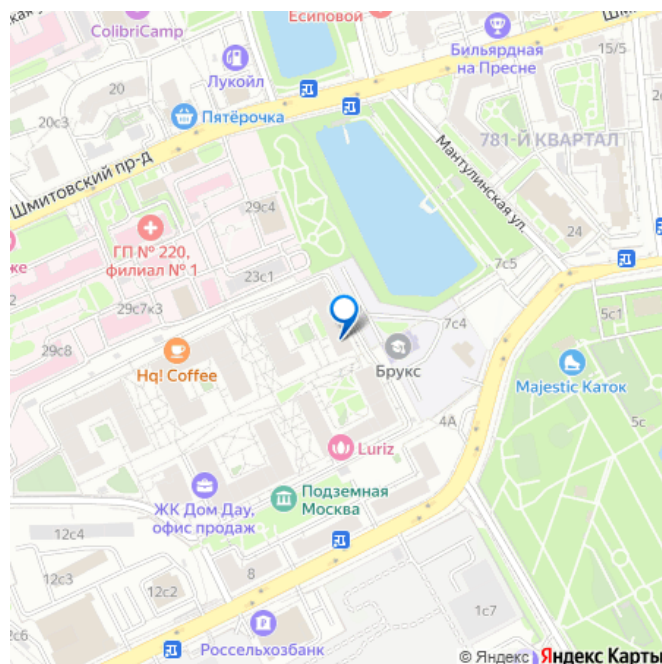 ColibriCamp
Есиповой
Бильярдная
на Пресне
15/5
Лукойл
20
20с3
Пятёрочка
781-Й КВАРТАЛ
Шмитовский пр-д
Мантулинская ул.
29с4
ГП № 220,
филиал № 1
24
23с1
7с5
29с7к3
7с4
5с1
29с8
Hq! Coffee
Брукс
Majestic Каток
4А
5с
Luriz
ЖК Дом Дау,
офис продаж
Подземная
Москва
12с4
12с3
8
12с2
1с7
Россельхозбанк
© Яндекс Яндекс Карты